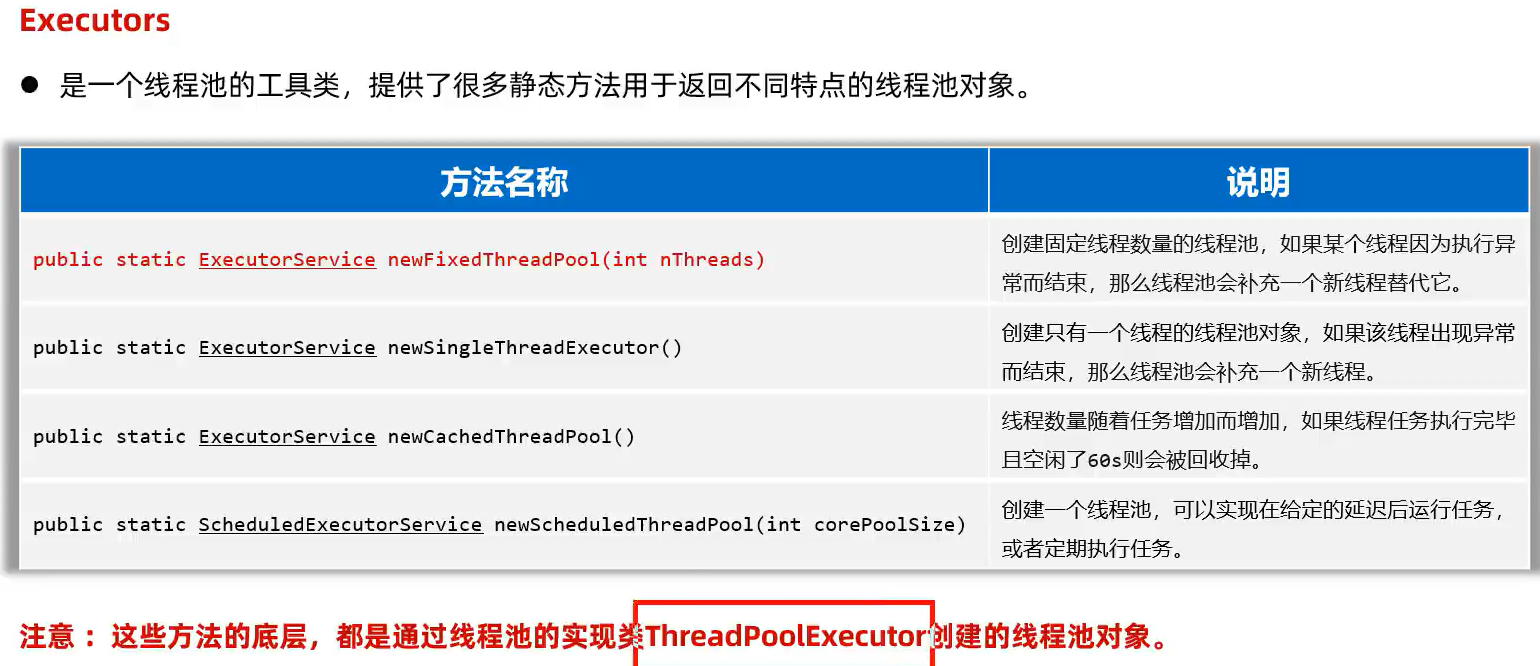 Executors
● 是一个线程池的工具类，提供了很多静态方法用于返回不同特点的线程池对象。
方法名称
说明
public static ExecutorService newFixedThreadPool(int nThreads)
创建固定线程数量的线程池，如果某个线程因为执行异
常而结束，那么线程池会补充一个新线程替代它。
public static ExecutorService newSingleThreadExecutor()
创建只有一个线程的线程池对象，如果该线程出现异常
而结束，那么线程池会补充一个新线程。
public static ExecutorService newCachedThreadPool()
线程数量随着任务增加而增加，如果线程任务执行完毕
且空闲了60s则会被回收掉。
public static ScheduledExecutorService newScheduledThreadPool(int corePoolSize)
创建一个线程池，可以实现在给定的延迟后运行任务，
或者定期执行任务。
注意 ：这些方法的底层，都是通过线程池的实现类ThreadPoolExecutor创建的线程池对象。